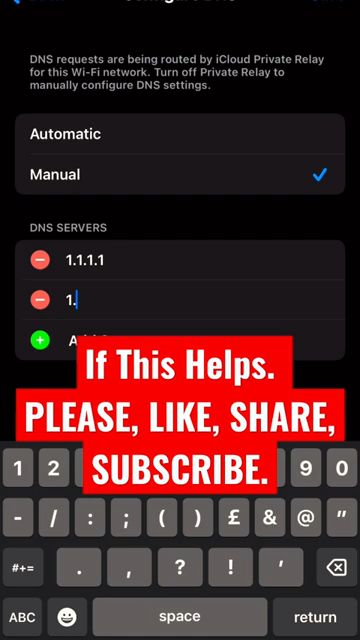 DNS requests are being routed by iCloud Private Relay
for this Wi-Fi network. Turn off Private Relay to
manually configure DNS settings.
Automatic
Manual
DNS SERVERS
1.1.1.1
1.
If This Helps.
PLEASE, LIKE, SHARE,
SUBSCRIBE.
1 2 9 0
- / : ; ( ) £ & @ "
#+= . , ? ! '
ABC space return